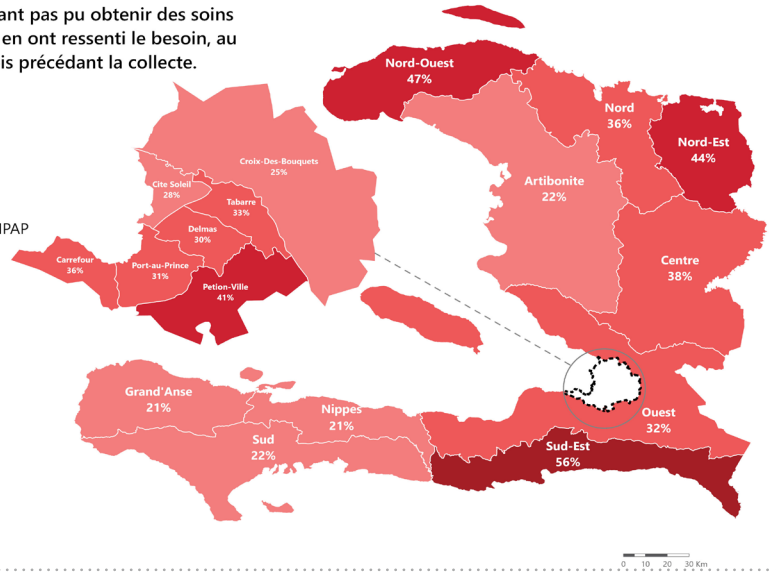 ant pas pu obtenir des soins
en ont ressenti le besoin, au
is précédant la collecte.
Nord-Ouest
47%
Nord
36%
Nord-Est
44%
Croix-Des-Bouquets
25%
Cite Soleil
28%
Tabarre
33%
Artibonite
22%
Delmas
30%
MPAP
Carrefour
36%
Port-au-Prince
31%
Centre
38%
Petion-Ville
41%
Grand'Anse
21%
Nippes
21%
Ouest
32%
Sud
22%
Sud-Est
56%
0 10 20 30 Km